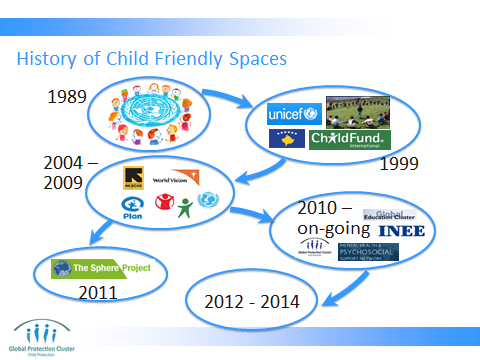 History of Child Friendly Spaces
1989
unicef
ChildFund
International
1999
2004 –
2009
RESCUE
World Vision
Plan
2010 –
on-going
Global
Education Cluster
INEE
Global Protection Cluster
MENTAL HEALTH &
PSYCHOSOCIAL
SUPPORT NETWORK
The Sphere Project
2011
2012 - 2014
Global Protection Cluster
Child Protection